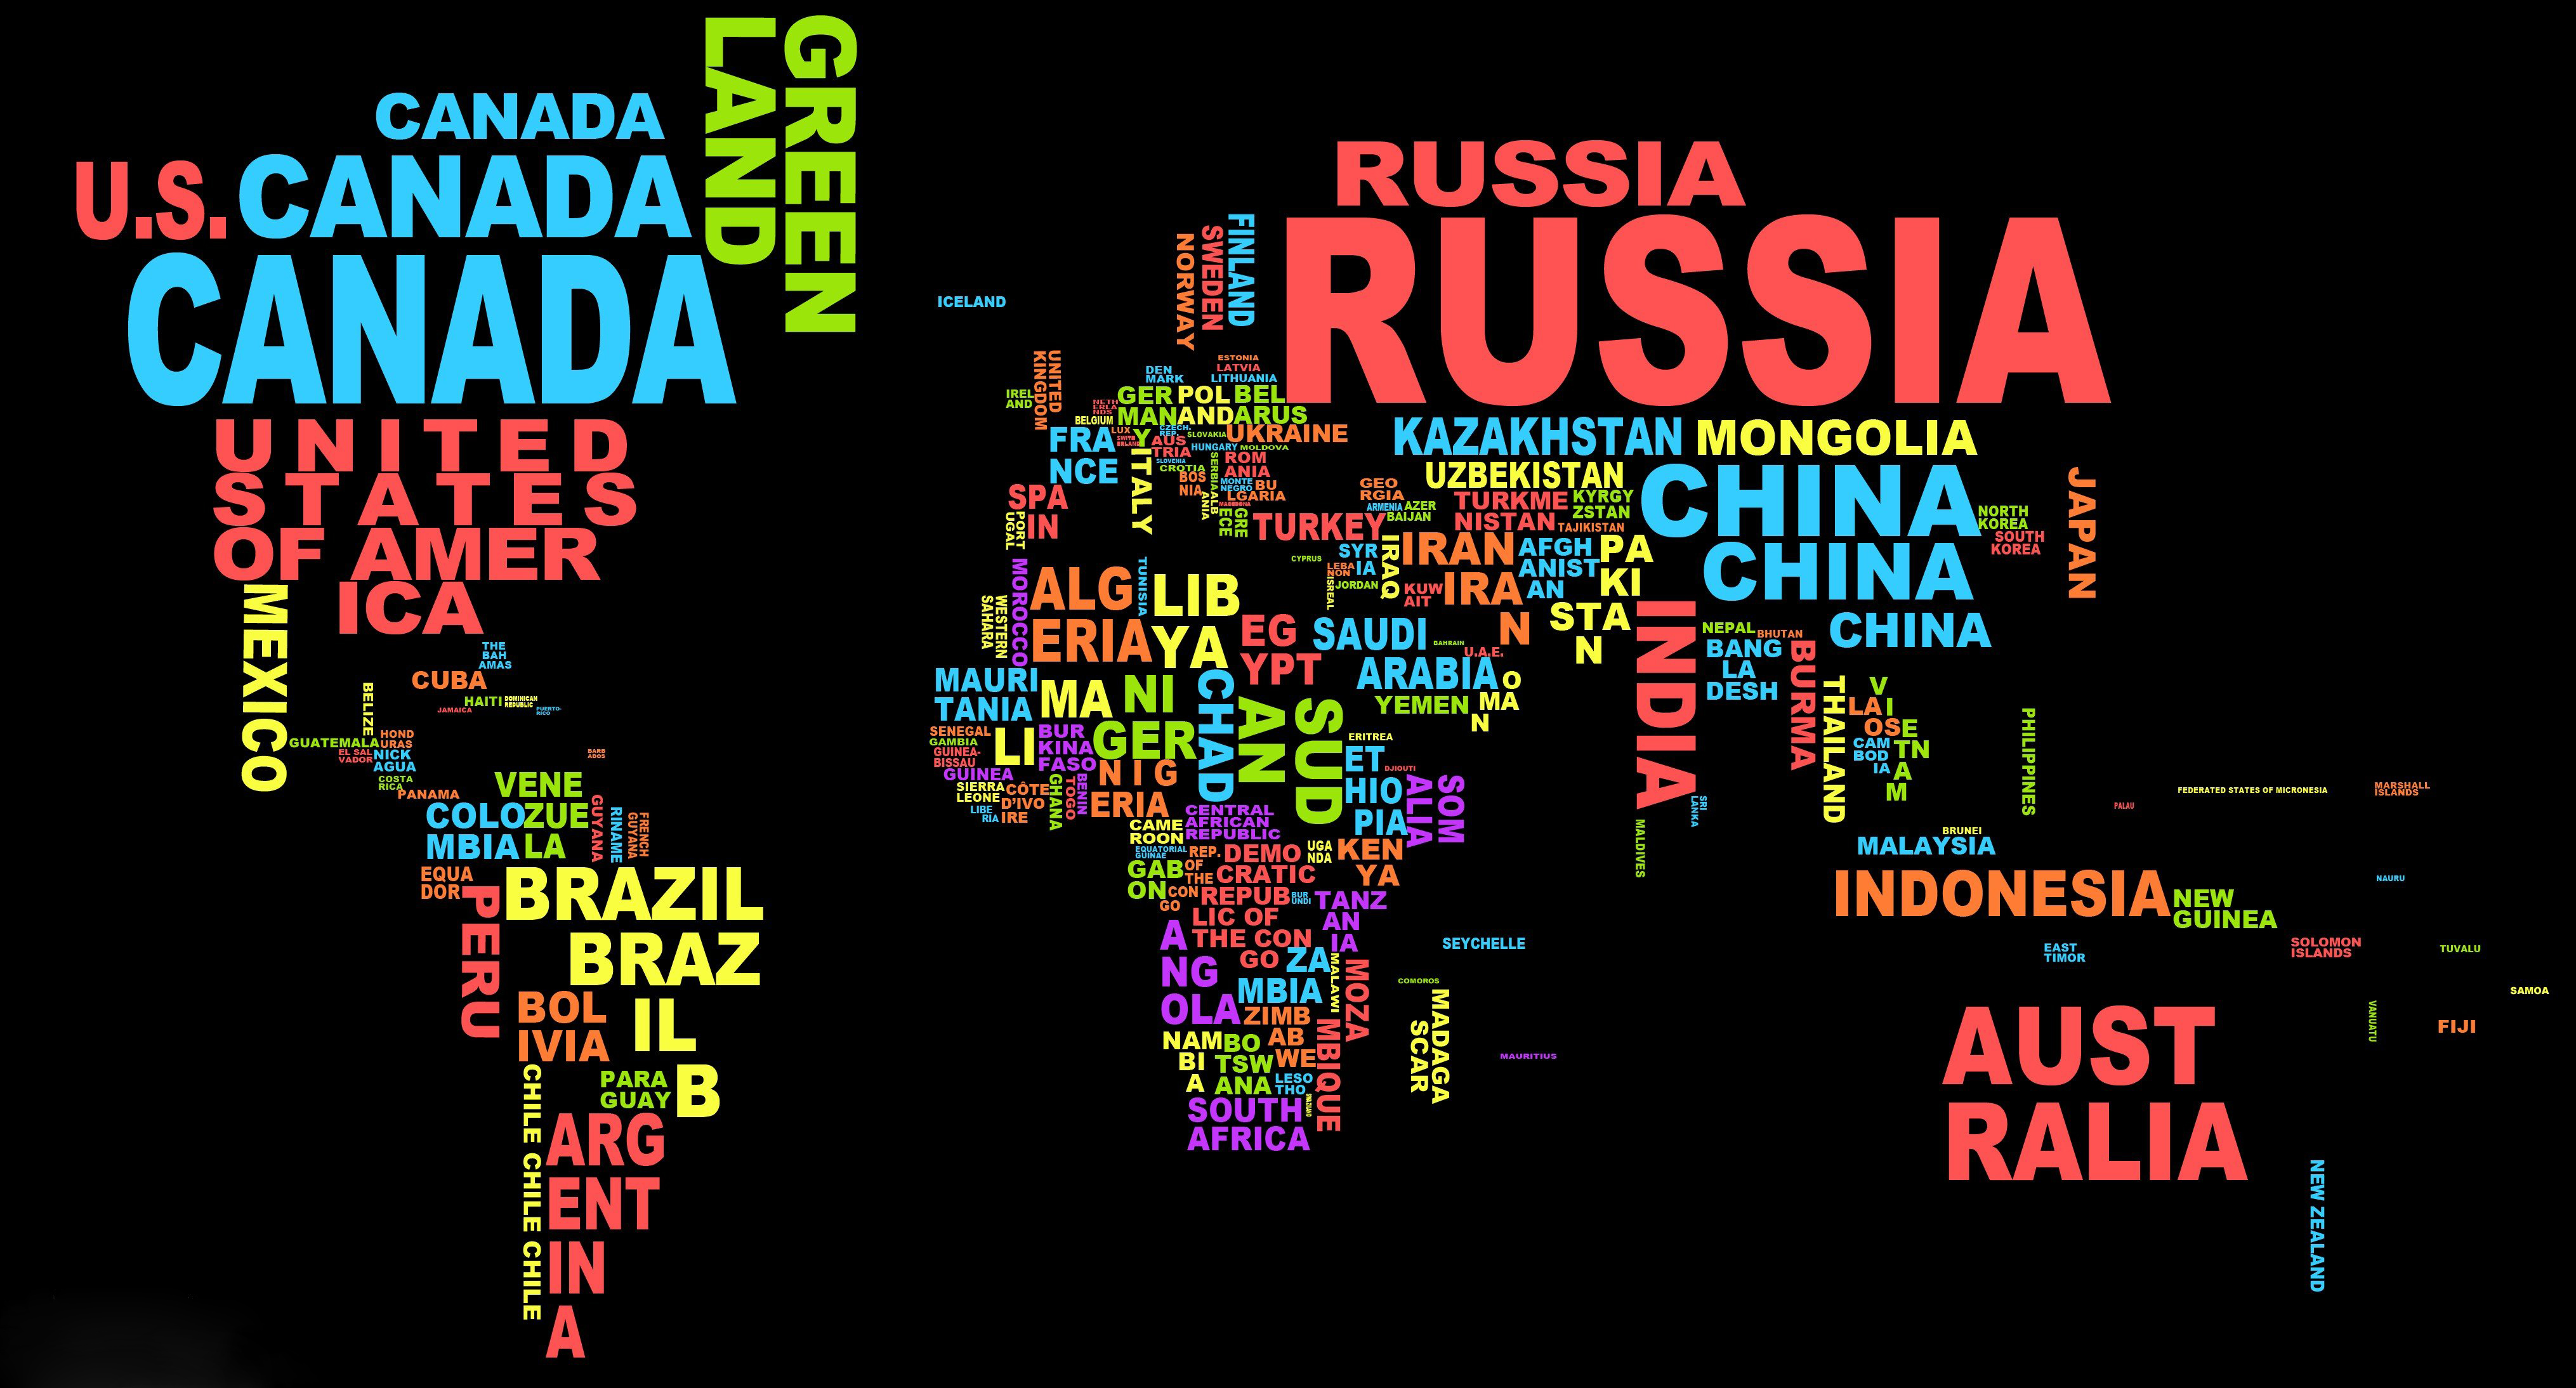 GREEN
LAND
CANADA
U.S. CANADA
CANADA
UNITED
STATES
OF AMER
ICA
MEXICO
THE
BAH
AMAS
CUBA
HAITI
DOMINICAN
REPUBLIC
JAMAICA
PUERTO-
RICO
BELIZE
GUATEMALA
HOND
URAS
EL SAL
VADOR
NICK
AGUA
COSTA
RICA
PANAMA
BARB
ADOS
VENE
ZUE
LA
COLO
MBIA
GUYANA
RINAME
FRENCH
GUYANA
EQUA
DOR
PERU
BRAZIL
BRAZ
IL
B
BOL
IVIA
PARA
GUAY
CHILE CHILE CHILE CHILE
ARG
ENT
IN
A
ICELAND
NORWAY
SWEDEN
FINLAND
RUSSIA
RUSSIA
UNITED
KINGDOM
IREL
AND
DEN
MARK
ESTONIA
LATVIA
LITHUANIA
NETH
ERLA
NDS
BELGIUM
LUX
GER
MAN
Y
POL
AND
BEL
ARUS
FRA
NCE
SWITZ
ERLAND
CZECH.
REP.
SLOVAKIA
UKRAINE
AUS
TRIA
HUNGARY
MOLDOVA
SLOVENIA
CROTIA
BOS
NIA
SERBIA
ROM
ANIA
MONTE
NEGRO
BU
LGARIA
ALB
ANIA
MACEDONIA
GRE
ECE
ITALY
SPA
IN
PORT
UGAL
TURKEY
CYPRUS
GEO
RGIA
ARMENIA
AZER
BAIJAN
KAZAKHSTAN
MONGOLIA
UZBEKISTAN
TURKME
NISTAN
KYRGY
ZSTAN
TAJIKISTAN
CHINA
CHINA
CHINA
NORTH
KOREA
SOUTH
KOREA
JAPAN
SYR
IA
LEBA
NON
ISREAL
JORDAN
IRAQ
KUW
AIT
IRAN
IRA
N
AFGH
ANIST
AN
PA
KI
STA
N
SAUDI
ARABIA
BAHRAIN
U.A.E.
O
MA
N
YEMEN
INDIA
NEPAL
BHUTAN
BANG
LA
DESH
BURMA
THAILAND
LA
OS
V
I
E
TN
A
M
CAM
BOD
IA
SRI
LANKA
MALDIVES
PHILIPPINES
BRUNEI
MALAYSIA
INDONESIA
NEW
GUINEA
EAST
TIMOR
PALAU
FEDERATED STATES OF MICRONESIA
MARSHALL
ISLANDS
NAURU
SOLOMON
ISLANDS
TUVALU
SAMOA
VANUATU
FIJI
AUST
RALIA
NEW ZEALAND
MOROCCO
WESTERN
SAHARA
ALG
ERIA
TUNISIA
LIB
YA
EG
YPT
MAURI
TANIA
MA
LI
NI
GER
CHAD
SUD
AN
ERITREA
ET
HIO
PIA
DJIOUTI
SOM
ALIA
SENEGAL
GAMBIA
GUINEA-
BISSAU
GUINEA
SIERRA
LEONE
LIBE
RIA
CÔTE
D'IVO
IRE
BUR
KINA
FASO
GHANA
TOGO
BENIN
NIG
ERIA
CAME
ROON
CENTRAL
AFRICAN
REPUBLIC
EQUATORIAL
GUINAE
GAB
ON
REP.
OF
THE
CON
GO
DEMO
CRATIC
REPUB
LIC OF
THE CON
GO
UGA
NDA
KEN
YA
BUR
UNDI
TANZ
AN
IA
A
NG
OLA
ZA
MBIA
MALAWI
MOZA
MBIQUE
ZIMB
AB
WE
NAM
BI
A
BO
TSW
ANA
LESO
THO
SWAZILAND
SOUTH
AFRICA
MADAGA
SCAR
COMOROS
SEYCHELLE
MAURITIUS